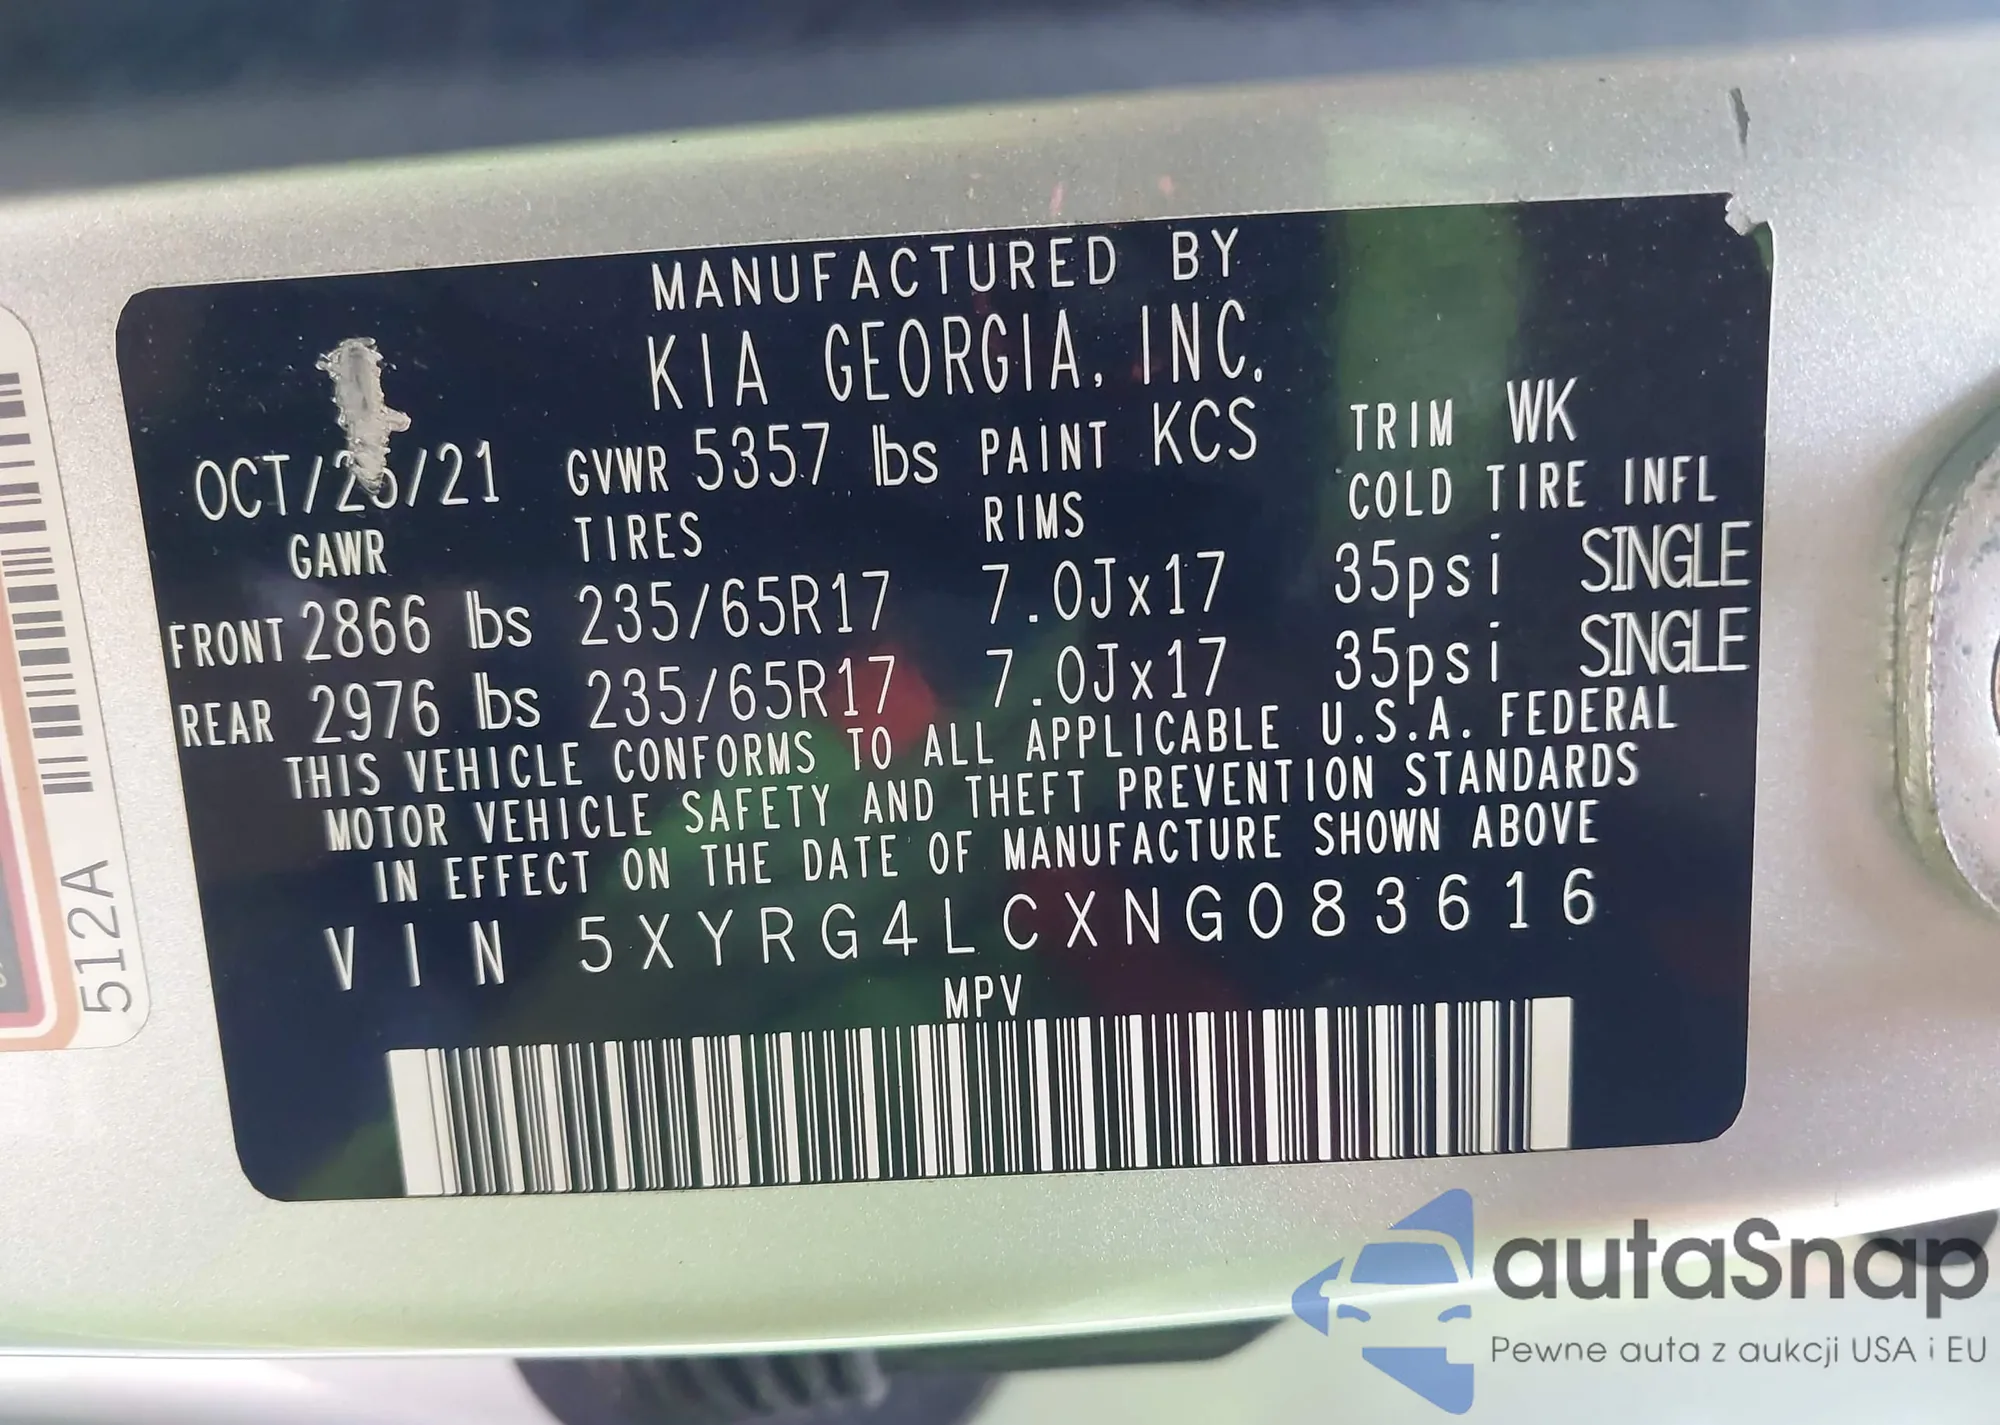 MANUFACTURED BY
KIA GEORGIA, INC.
OCT/26/21 GVWR 5357 lbs PAINT KCS TRIM WK
GAWR TIRES RIMS COLD TIRE INFL
FRONT 2866 lbs 235/65R17 7.0Jx17 35psi SINGLE
REAR 2976 lbs 235/65R17 7.0Jx17 35psi SINGLE
THIS VEHICLE CONFORMS TO ALL APPLICABLE U.S.A. FEDERAL
MOTOR VEHICLE SAFETY AND THEFT PREVENTION STANDARDS
IN EFFECT ON THE DATE OF MANUFACTURE SHOWN ABOVE
VIN 5XYRG4LCXNG083616
MPV
512A
autaSnap
Pewne auta z aukcji USA i EU